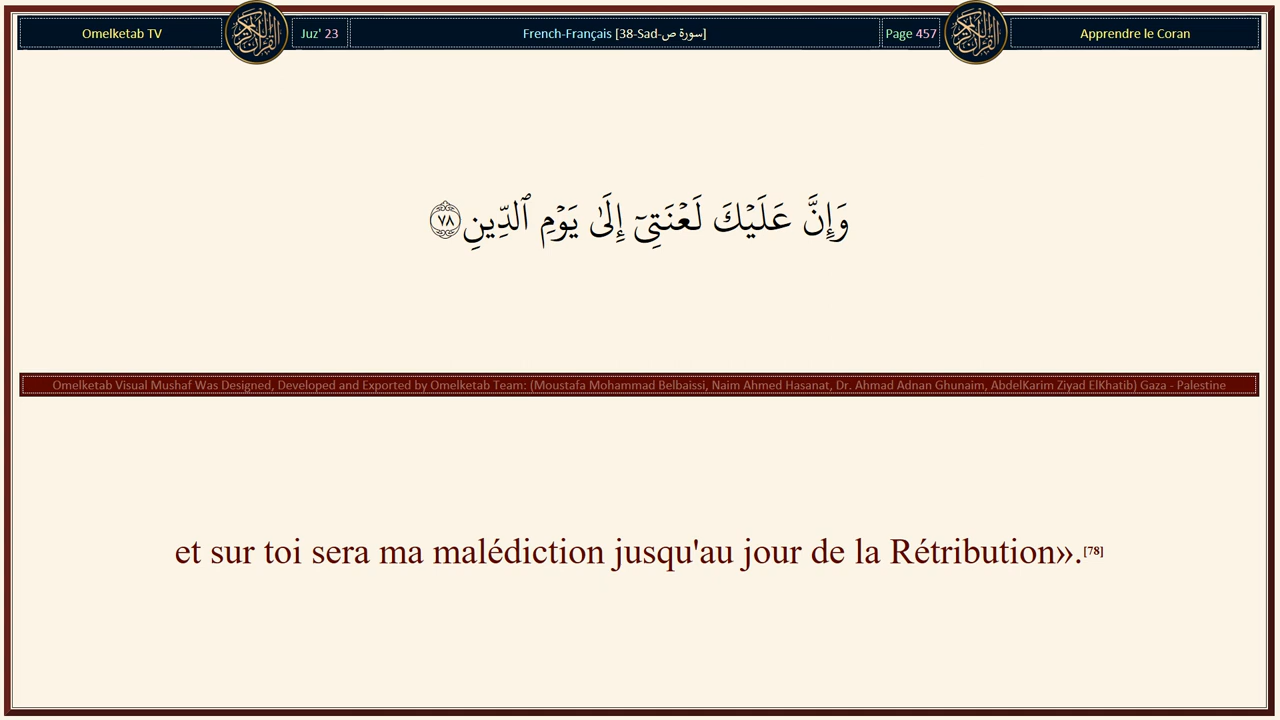 Omelketab TV
Juz' 23
French-Français [38-Sad-سورة ص]
Page 457
Apprendre le Coran
وَإِنَّ عَلَيْكَ لَعْنَتِىٓ إِلَىٰ يَوْمِ ٱلدِّينِ ٧٨
Omelketab Visual Mushaf Was Designed, Developed and Exported by Omelketab Team: (Moustafa Mohammad Belbaissi, Naim Ahmed Hasanat, Dr. Ahmad Adnan Ghunaim, AbdelKarim Ziyad ElKhatib) Gaza - Palestine
et sur toi sera ma malédiction jusqu'au jour de la Rétribution».[78]